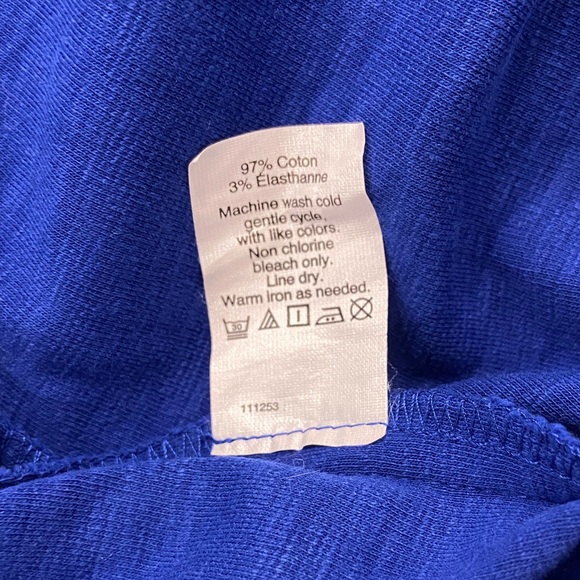 97% Coton
3% Élasthanne
Machine wash cold
gentle cycle,
with like colors.
Non chlorine
bleach only.
Line dry.
Warm Iron as needed.
30
111253